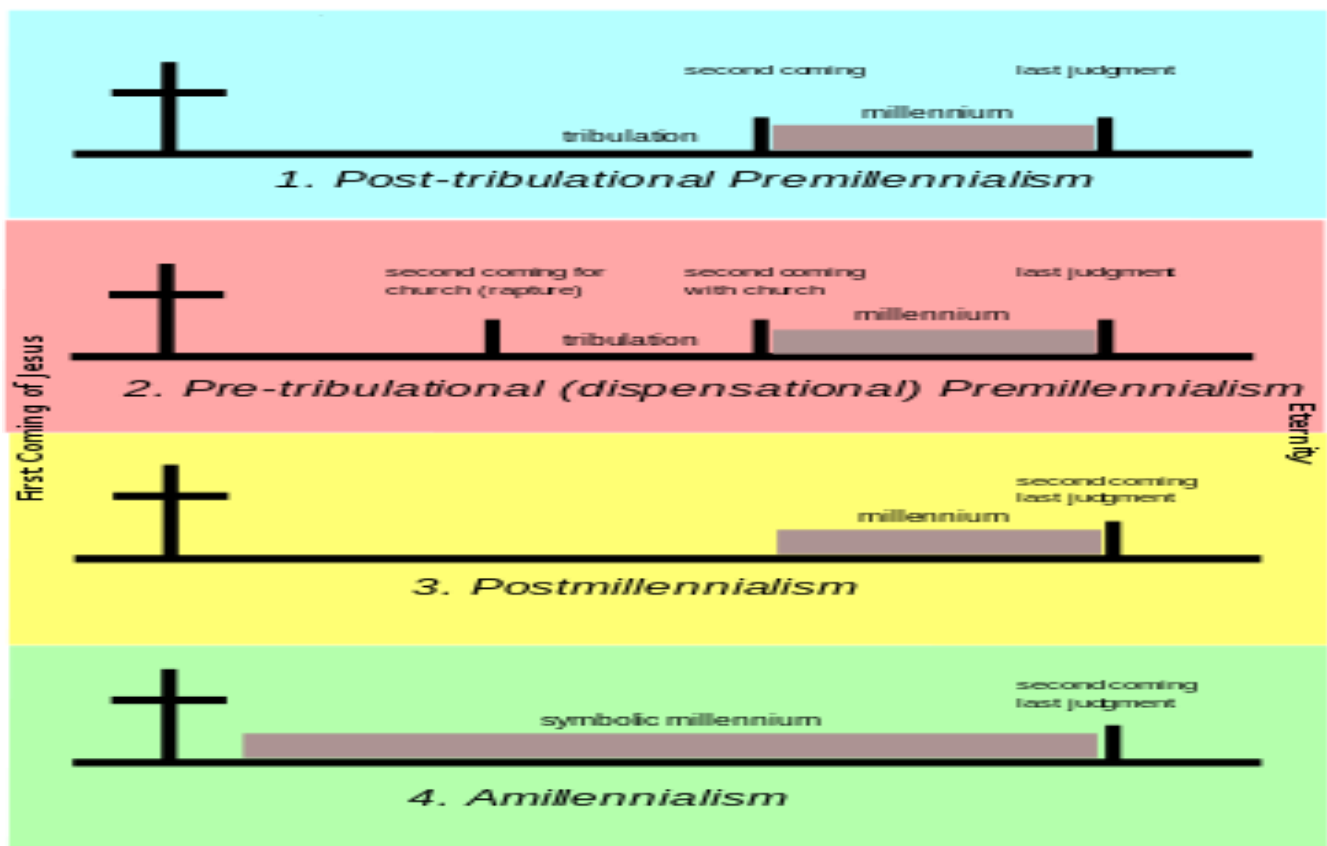 second coming
last judgment
millennium
tribulation
1. Post-tribulational Premillennialism
second coming for
church (rapture)
second coming
with church
last judgment
millennium
tribulation
2. Pre-tribulational (dispensational) Premillennialism
First Coming of Jesus
Eternity
second coming
last judgment
millennium
3. Postmillennialism
second coming
last judgment
symbolic millennium
4. Amillennialism